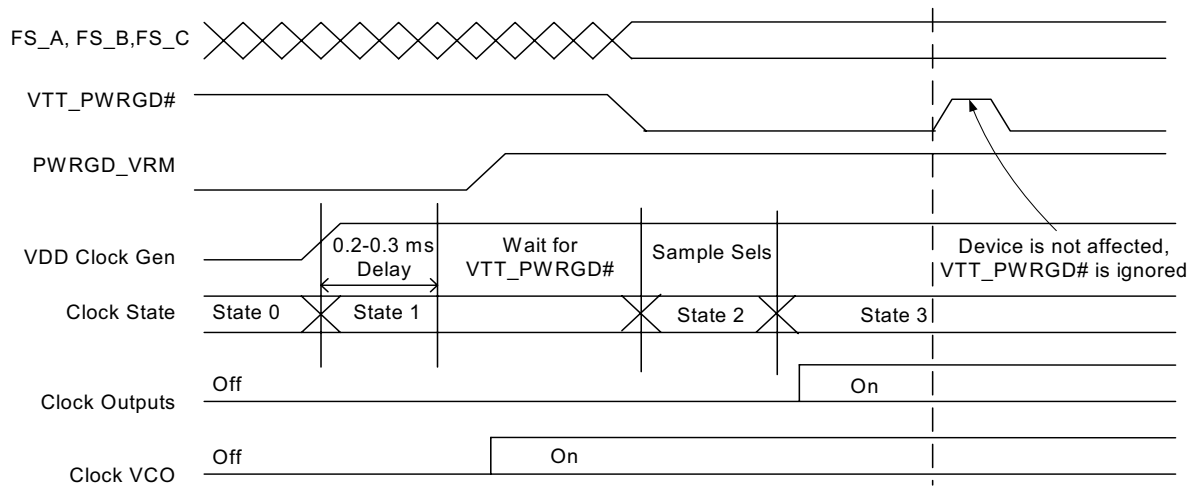 FS_A, FS_B,FS_C
VTT_PWRGD#
PWRGD_VRM
VDD Clock Gen
0.2-0.3 ms
Delay
Wait for
VTT_PWRGD#
Sample Sels
Device is not affected,
VTT_PWRGD# is ignored
Clock State
State 0
State 1
State 2
State 3
Clock Outputs
Off
On
Clock VCO
Off
On